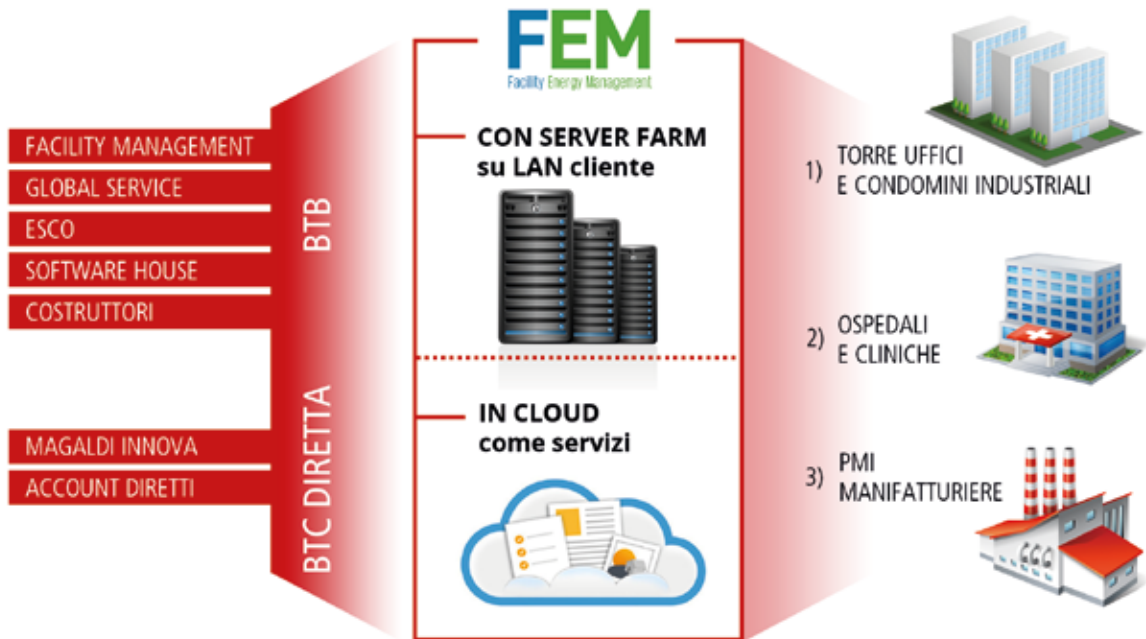 FEM
Facility Energy Management
FACILITY MANAGEMENT
GLOBAL SERVICE
ESCO
SOFTWARE HOUSE
COSTRUTTORI
BTB
MAGALDI INNOVA
ACCOUNT DIRETTI
BTC DIRETTA
CON SERVER FARM
su LAN cliente
IN CLOUD
come servizi
1) TORRE UFFICI
E CONDOMINI INDUSTRIALI
2) OSPEDALI
E CLINICHE
3) PMI
MANIFATTURIERE